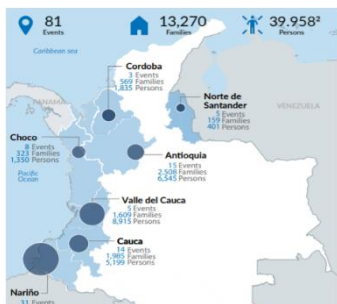 81
Events
13,270
Families
39.958²
Persons
Caribbean sea
Cordoba
3 Events
569 Families
1,835 Persons
Norte de
Santander
5 Events
159 Families
401 Persons
PANAMA
VENEZUELA
Choco
8 Events
323 Families
1,350 Persons
Pacific
Ocean
Antioquia
15 Events
2.508 Families
6,545 Persons
Valle del Cauca
5 Events
1,609 Families
8,915 Persons
Cauca
14 Events
1,985 Families
5,199 Persons
Nariño
31 Events